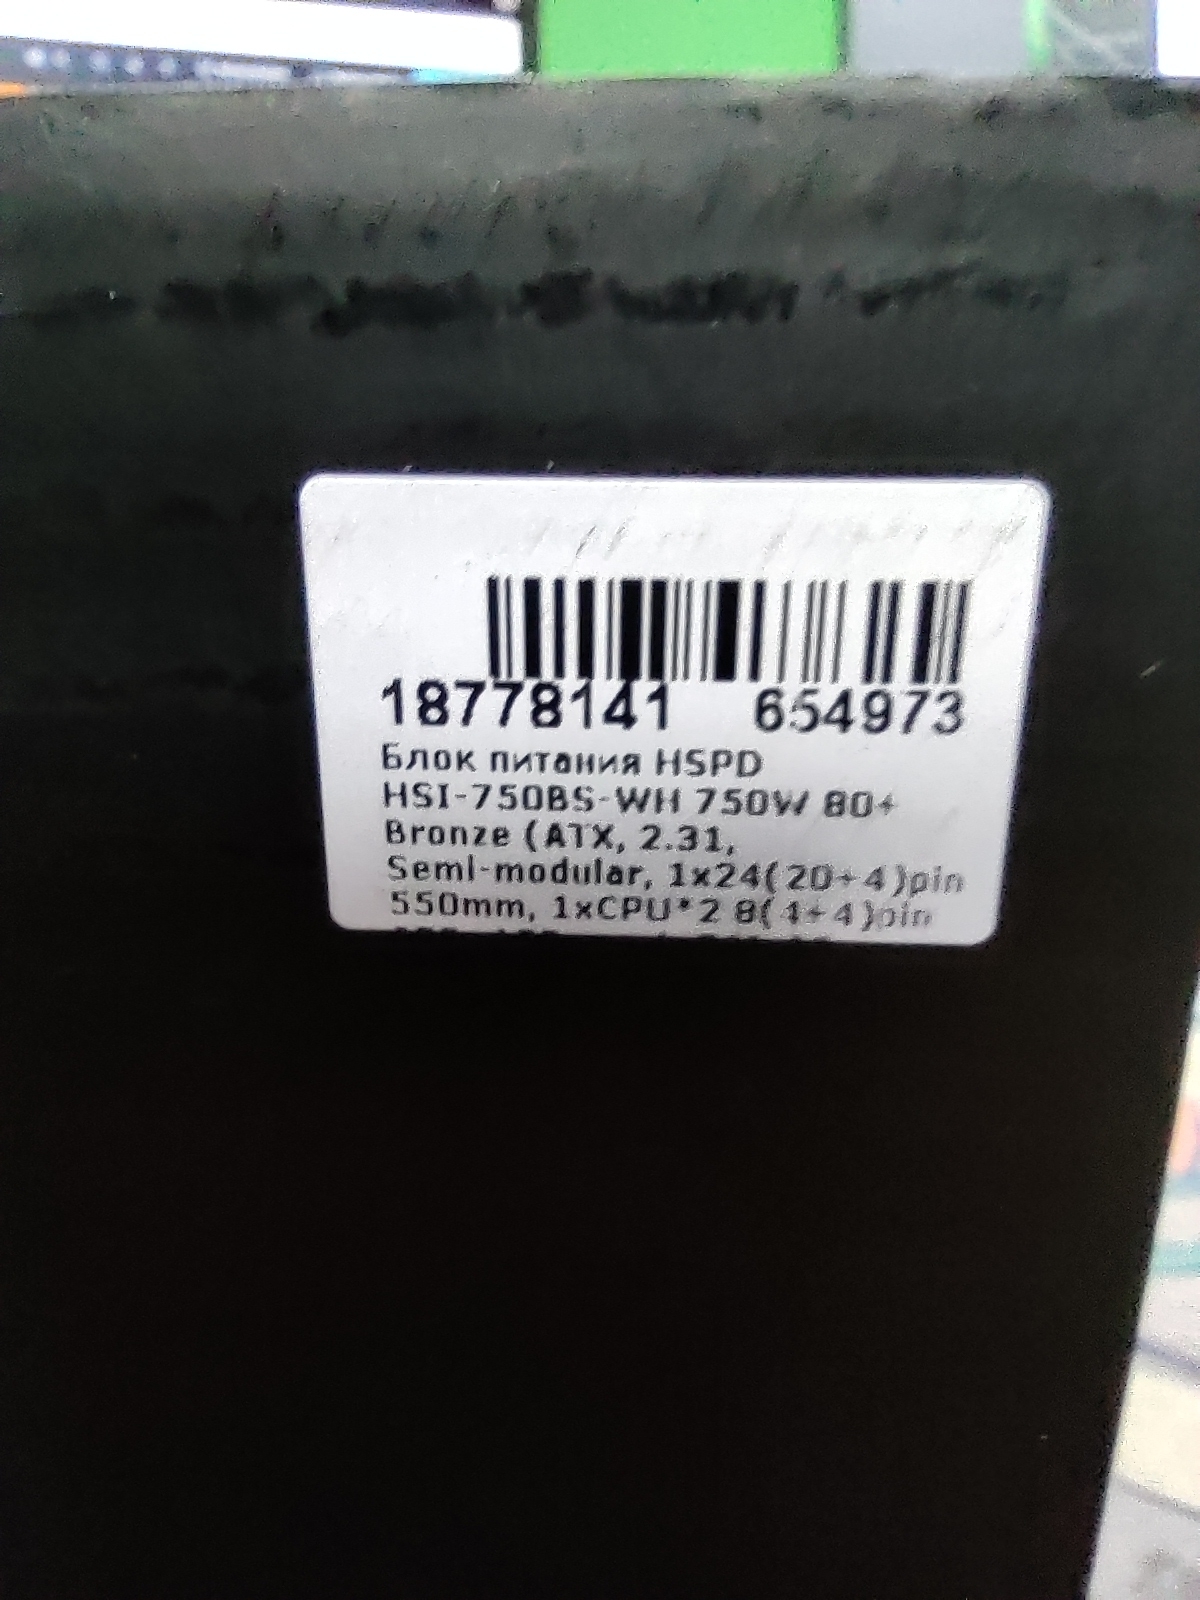 18778141 654973
Блок питания HSPD
HSI-750BS-WH 750W 80+
Bronze (ATX, 2.31,
Semi-modular, 1x24(20+4)pin
550mm, 1xCPU*2 8(4+4)pin